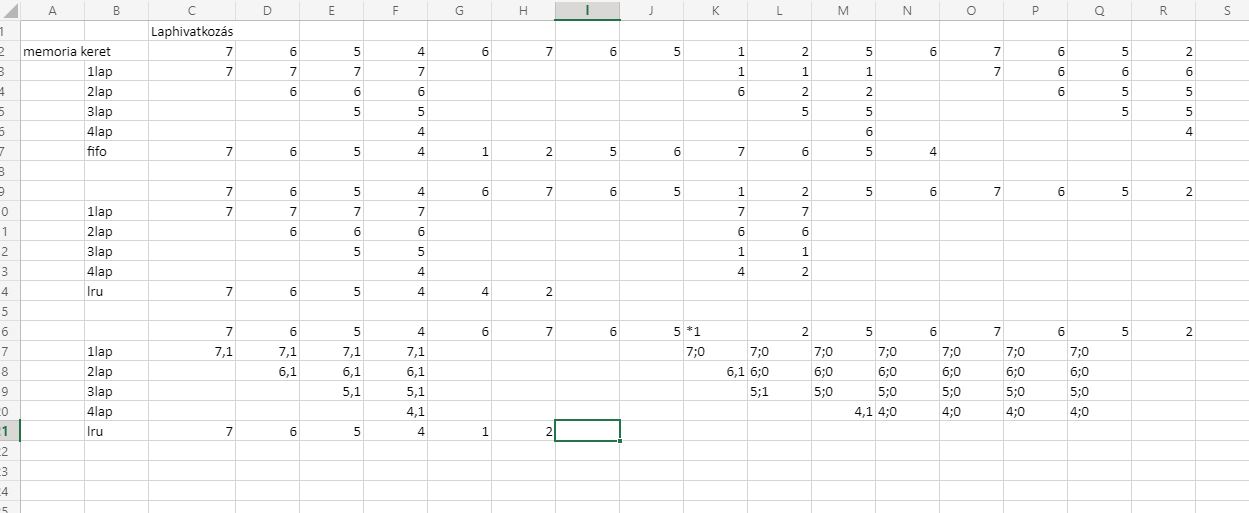 A B C D E F G H I J K L M N O P Q R S
1 Laphivatkozás
2 memoria keret 7 6 5 4 6 7 6 5 1 2 5 6 7 6 5 2
3 1lap 7 7 7 7 1 1 1 7 6 6 6
4 2lap 6 6 6 6 2 2 6 5 5
5 3lap 5 5 5 5 5 5
6 4lap 4 6 4
7 fifo 7 6 5 4 1 2 5 6 7 6 5 4
8
9 7 6 5 4 6 7 6 5 1 2 5 6 7 6 5 2
0 1lap 7 7 7 7 7 7
1 2lap 6 6 6 6 6
2 3lap 5 5 1 1
3 4lap 4 4 2
4 lru 7 6 5 4 4 2
5
6 7 6 5 4 6 7 6 5 *1 2 5 6 7 6 5 2
7 1lap 7,1 7,1 7,1 7,1 7;0 7;0 7;0 7;0 7;0 7;0 7;0
8 2lap 6,1 6,1 6,1 6,1 6;0 6;0 6;0 6;0 6;0 6;0
9 3lap 5,1 5,1 5;1 5;0 5;0 5;0 5;0 5;0
20 4lap 4,1 4,1 4;0 4;0 4;0 4;0
21 lru 7 6 5 4 1 2
22
23
24
25